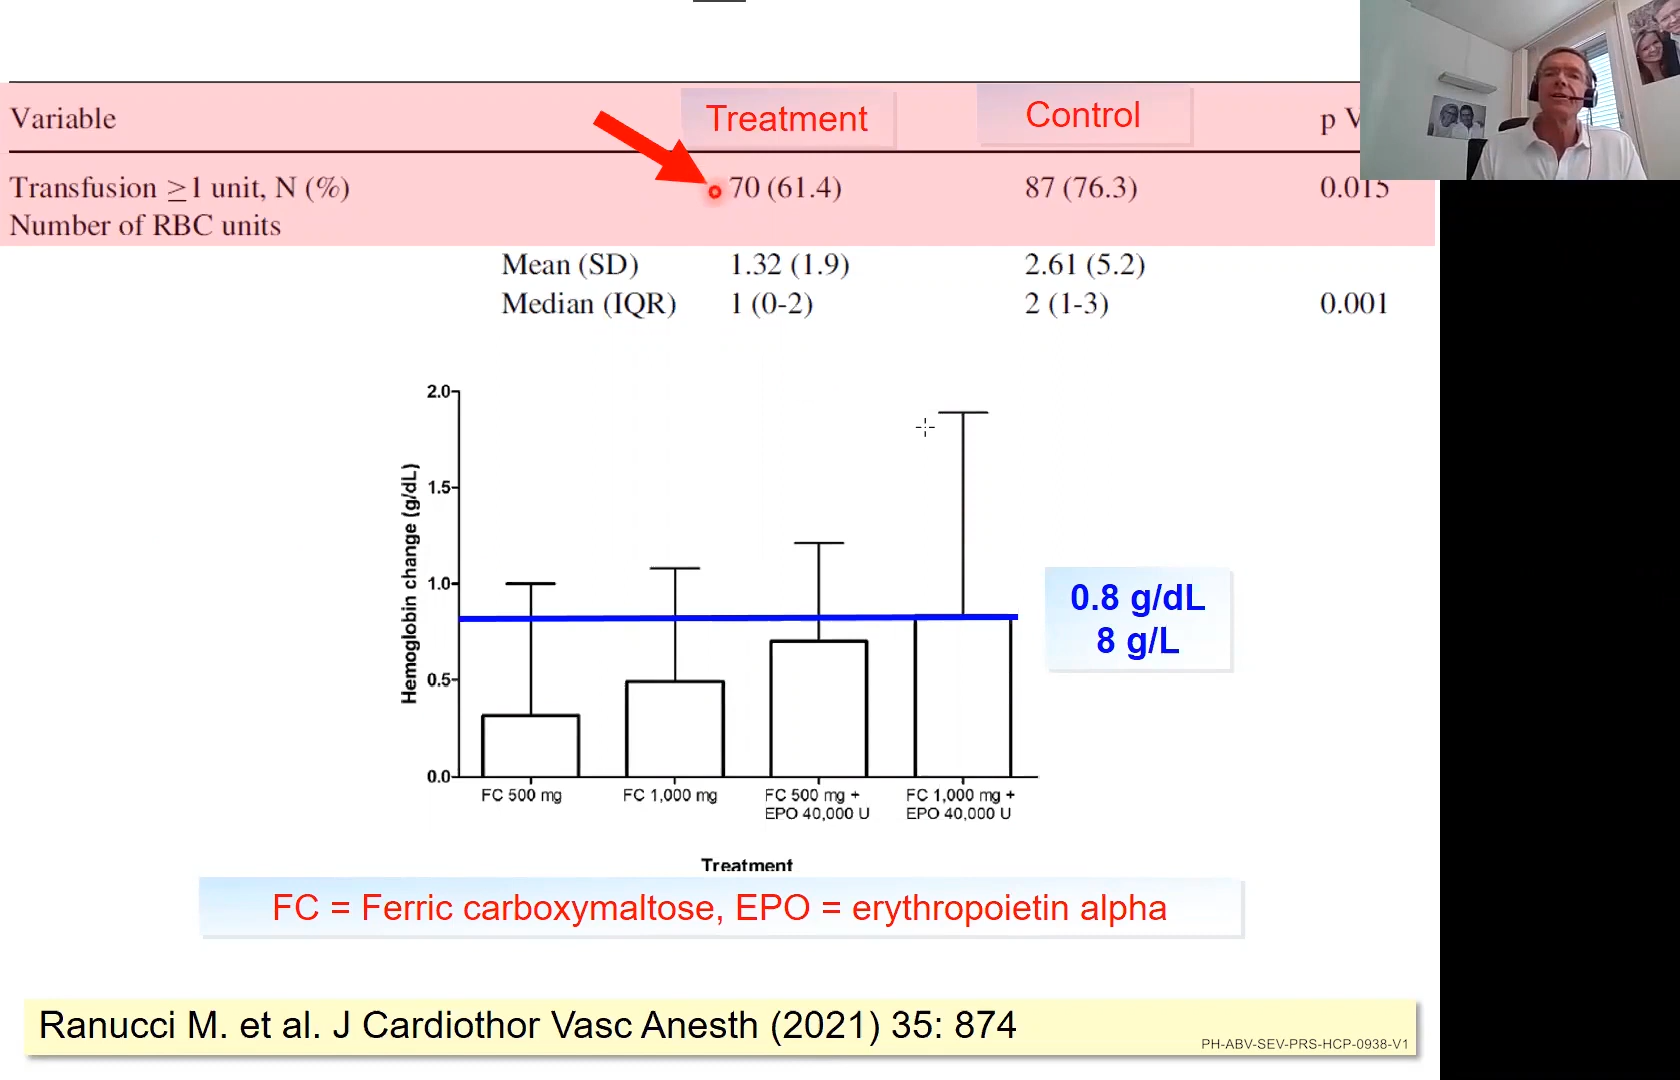 Variable Treatment Control p V
Transfusion ≥1 unit, N (%) 70 (61.4) 87 (76.3) 0.015
Number of RBC units
Mean (SD) 1.32 (1.9) 2.61 (5.2)
Median (IQR) 1 (0-2) 2 (1-3) 0.001
Hemoglobin change (g/dL)
2.0
1.5
1.0
0.5
0.0
0.8 g/dL
8 g/L
FC 500 mg
FC 1,000 mg
FC 500 mg +
EPO 40,000 U
FC 1,000 mg +
EPO 40,000 U
Treatment
FC = Ferric carboxymaltose, EPO = erythropoietin alpha
Ranucci M. et al. J Cardiothor Vasc Anesth (2021) 35: 874
PH-ABV-SEV-PRS-HCP-0938-V1